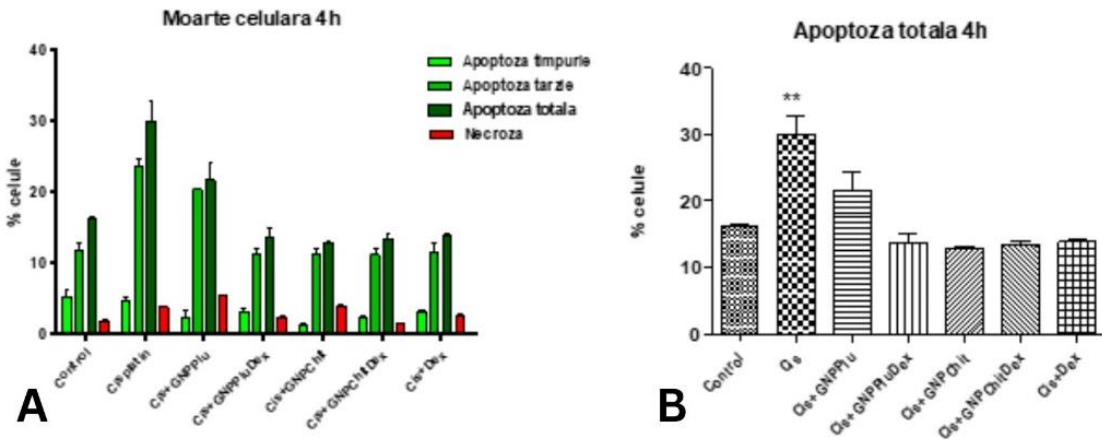 Moarte celulara 4h
% celule
40
30
20
10
0
Apoptoza timpurie
Apoptoza tarzie
Apoptoza totala
Necroza
Control
Cisplatin
Cis+GNPPlu
Cis+GNPPluDex
Cis+GNPChit
Cis+GNPChitDex
Cis+Dex
A
Apoptoza totala 4h
% celule
40
30
20
10
0
**
Control
Cis
Cis+GNPPlu
Cis+GNPPluDex
Cis+GNPChit
Cis+GNPChitDex
Cis+Dex
B